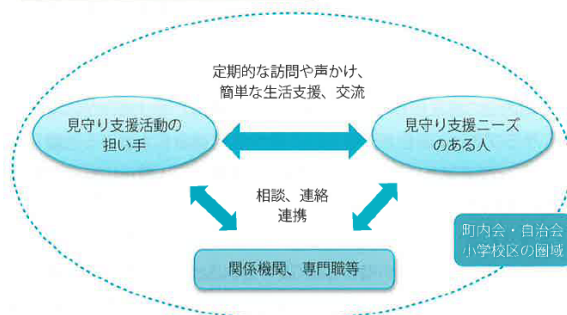 定期的な訪問や声かけ、
簡単な生活支援、交流
見守り支援活動の
担い手
見守り支援ニーズ
のある人
相談、連絡
連携
町内会・自治会
小学校区の圏域
関係機関、専門職等